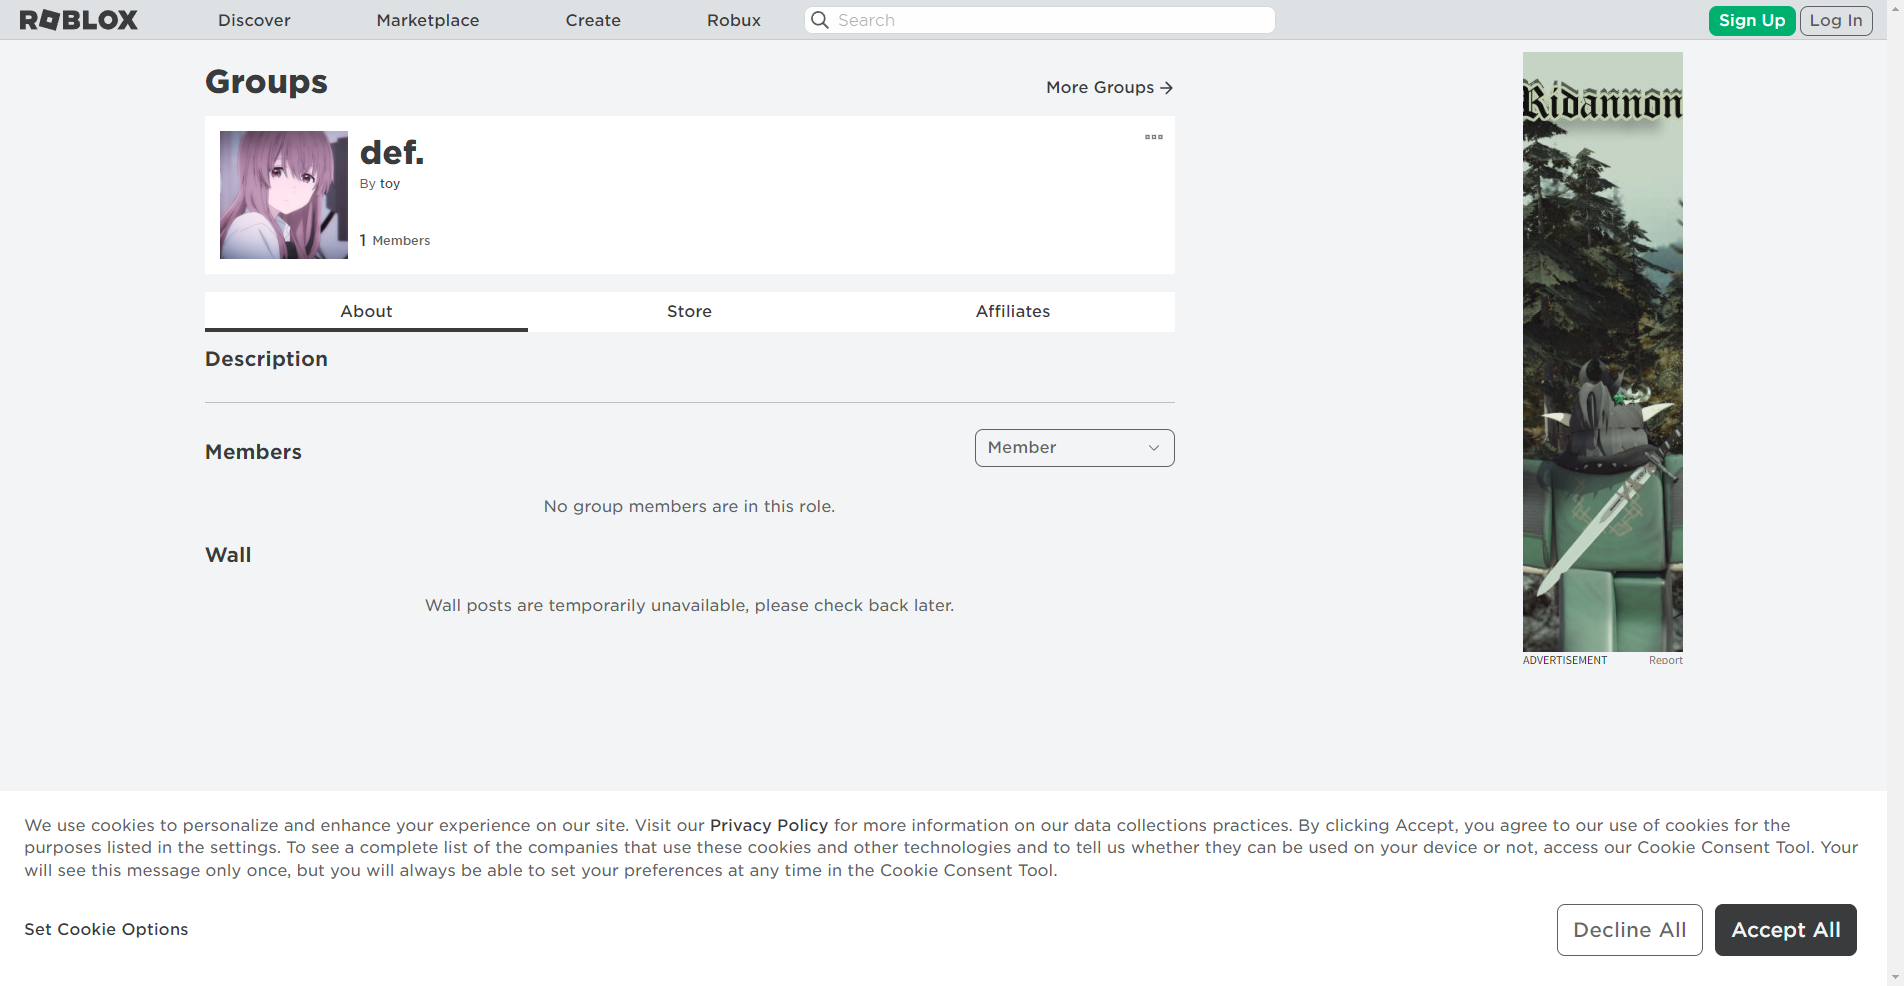 ROBLOX
Discover
Marketplace
Create
Robux
Search
Sign Up
Log In
Groups
More Groups
def.
By toy
1 Members
About
Store
Affiliates
Description
Members
Member
No group members are in this role.
Wall
Wall posts are temporarily unavailable, please check back later.
Ridannon
ADVERTISEMENT
Report
We use cookies to personalize and enhance your experience on our site. Visit our Privacy Policy for more information on our data collections practices. By clicking Accept, you agree to our use of cookies for the
purposes listed in the settings. To see a complete list of the companies that use these cookies and other technologies and to tell us whether they can be used on your device or not, access our Cookie Consent Tool. Your
will see this message only once, but you will always be able to set your preferences at any time in the Cookie Consent Tool.
Set Cookie Options
Decline All
Accept All